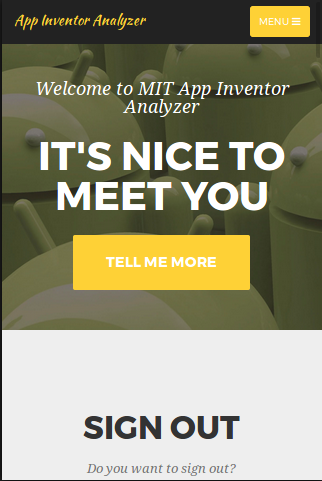 App Inventor Analyzer
MENU
Welcome to MIT App Inventor
Analyzer
IT'S NICE TO
MEET YOU
TELL ME MORE
SIGN OUT
Do you want to sign out?